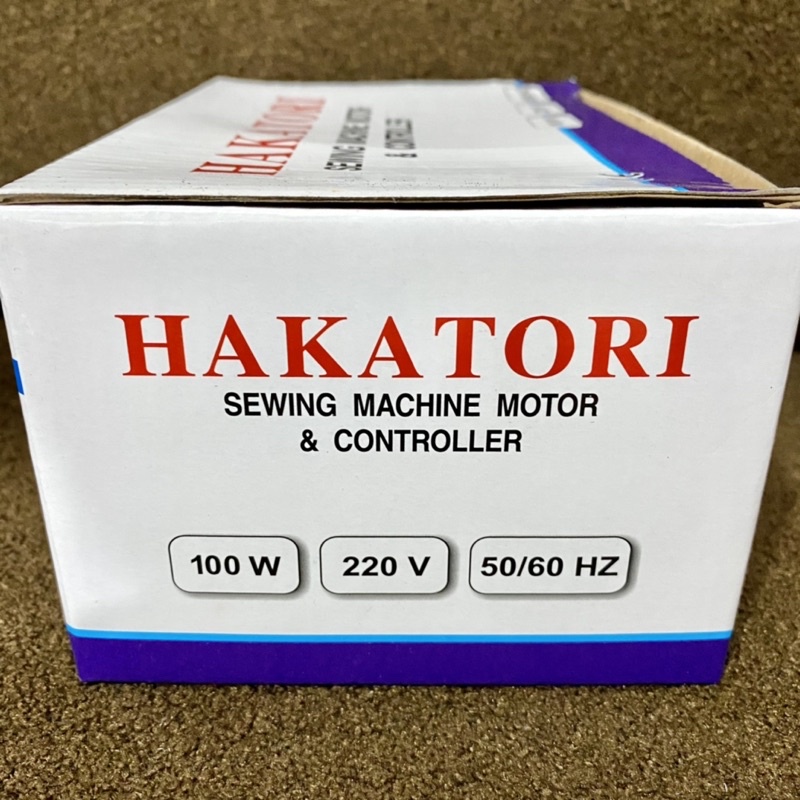 HAKATORI
SEWING MACHINE MOTOR
& CONTROLLER
HAKATORI
SEWING MACHINE MOTOR
& CONTROLLER
100 W
220 V
50/60 HZ